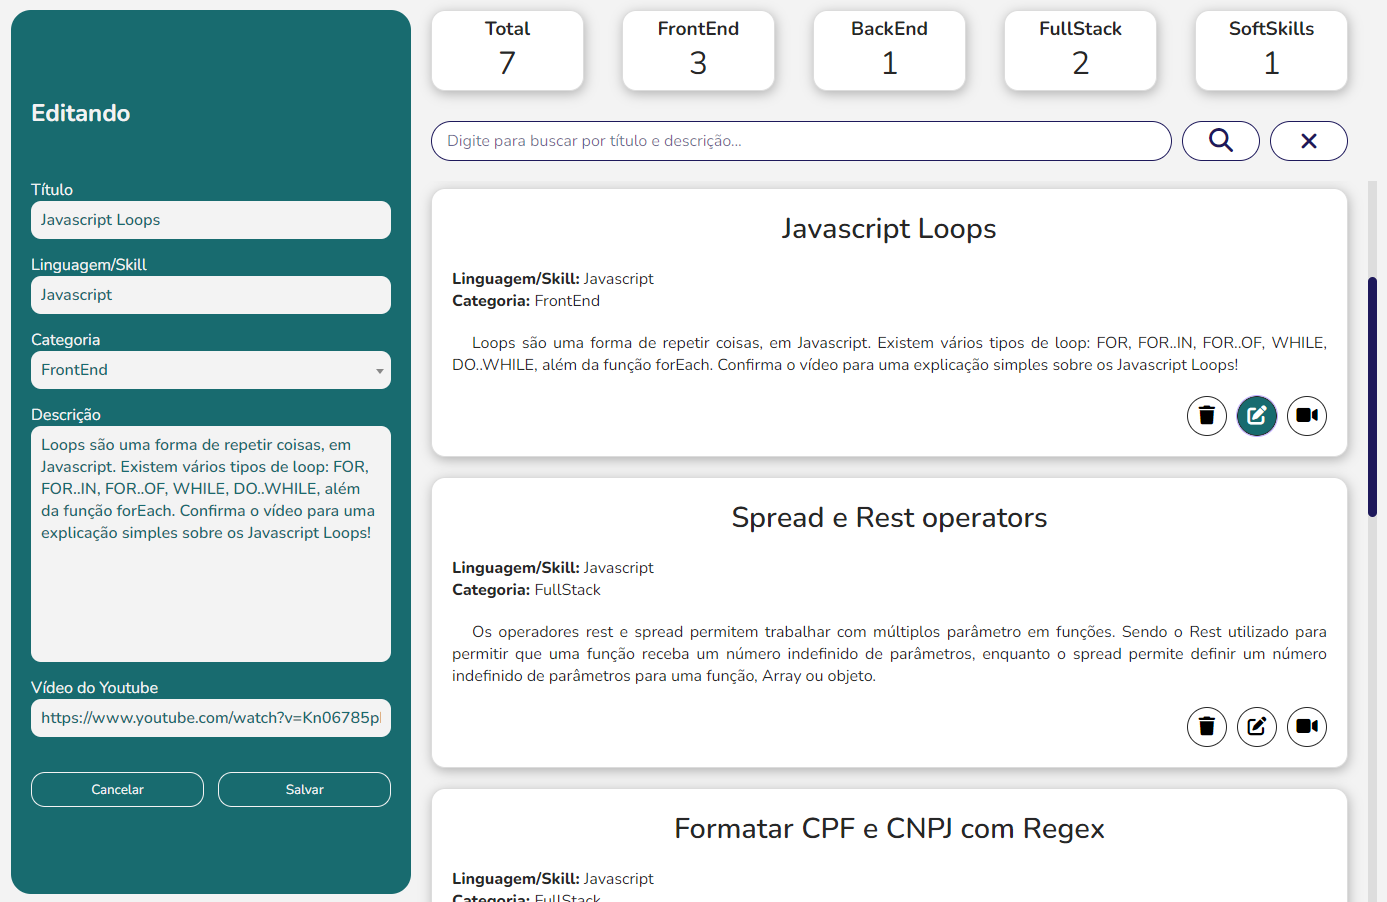 Editando
Título
Javascript Loops
Linguagem/Skill
Javascript
Categoria
FrontEnd
Descrição
Loops são uma forma de repetir coisas, em
Javascript. Existem vários tipos de loop: FOR,
FOR..IN, FOR..OF, WHILE, DO..WHILE, além
da função forEach. Confirma o vídeo para uma
explicação simples sobre os Javascript Loops!
Vídeo do Youtube
https://www.youtube.com/watch?v=Kn06785p
Cancelar
Salvar
Total
7
FrontEnd
3
BackEnd
1
FullStack
2
SoftSkills
1
Digite para buscar por título e descrição...
Javascript Loops
Linguagem/Skill: Javascript
Categoria: FrontEnd
Loops são uma forma de repetir coisas, em Javascript. Existem vários tipos de loop: FOR, FOR..IN, FOR..OF, WHILE,
DO..WHILE, além da função forEach. Confirma o vídeo para uma explicação simples sobre os Javascript Loops!
Spread e Rest operators
Linguagem/Skill: Javascript
Categoria: FullStack
Os operadores rest e spread permitem trabalhar com múltiplos parâmetro em funções. Sendo o Rest utilizado para
permitir que uma função receba um número indefinido de parâmetros, enquanto o spread permite definir um número
indefinido de parâmetros para uma função, Array ou objeto.
Formatar CPF e CNPJ com Regex
Linguagem/Skill: Javascript
Categoria: FullStack